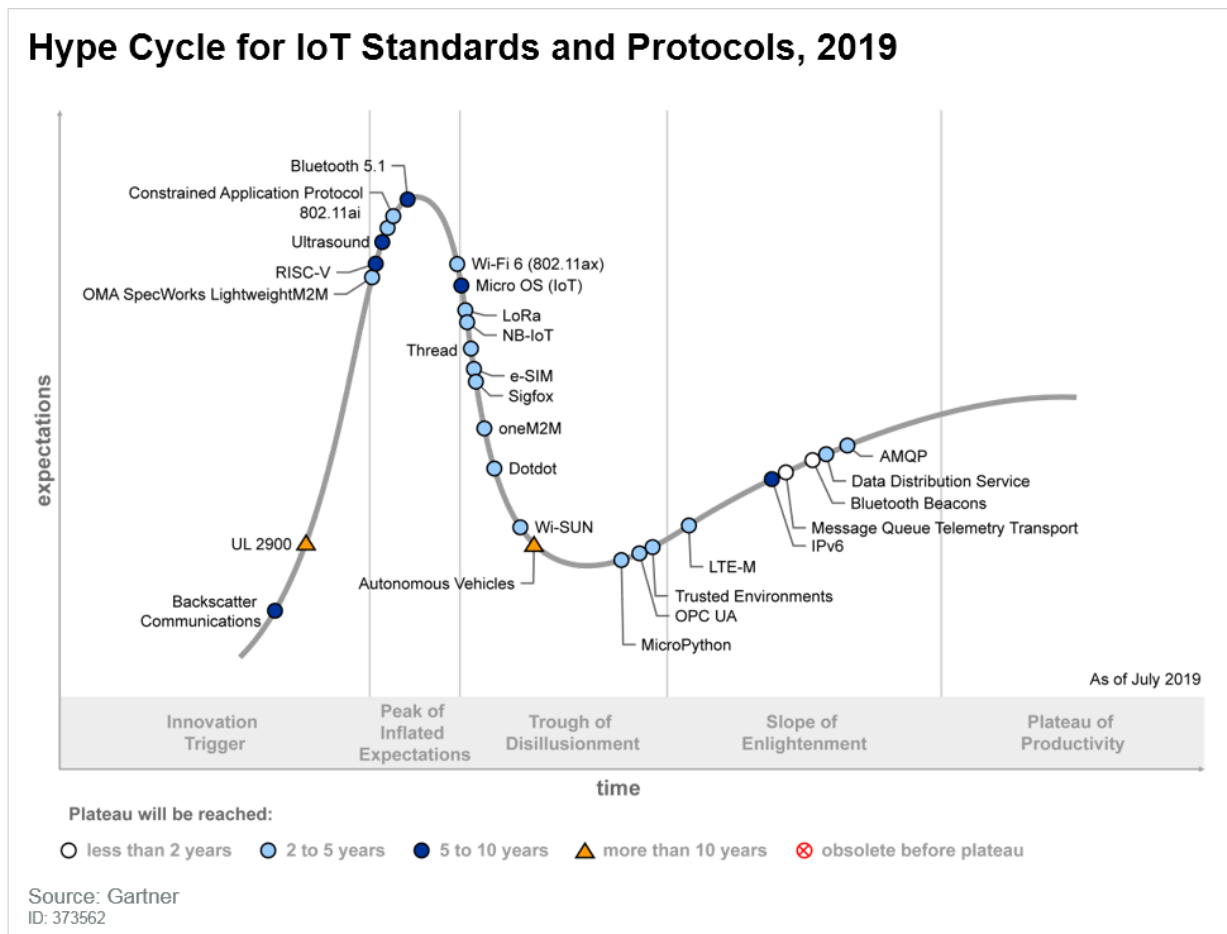 Hype Cycle for IoT Standards and Protocols, 2019
expectations
Bluetooth 5.1
Constrained Application Protocol
802.11ai
Ultrasound
RISC-V
OMA SpecWorks LightweightM2M
UL 2900
Backscatter
Communications
Wi-Fi 6 (802.11ax)
Micro OS (IoT)
LoRa
NB-IoT
Thread
e-SIM
Sigfox
oneM2M
Dotdot
Wi-SUN
Autonomous Vehicles
AMQP
Data Distribution Service
Bluetooth Beacons
Message Queue Telemetry Transport
IPv6
LTE-M
Trusted Environments
OPC UA
MicroPython
As of July 2019
Innovation
Trigger
Peak of
Inflated
Expectations
Trough of
Disillusionment
Slope of
Enlightenment
Plateau of
Productivity
time
Plateau will be reached:
less than 2 years
2 to 5 years
5 to 10 years
more than 10 years
obsolete before plateau
Source: Gartner
ID: 373562